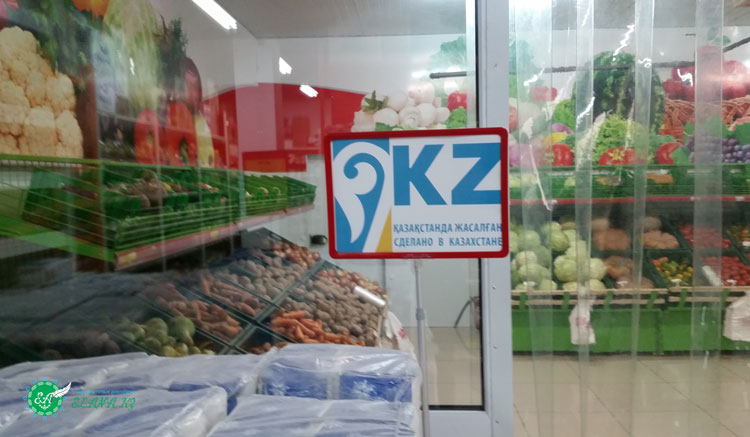 KZ
ҚАЗАҚСТАНДА ЖАСАЛҒАН
СДЕЛАНО В КАЗАХСТАНЕ